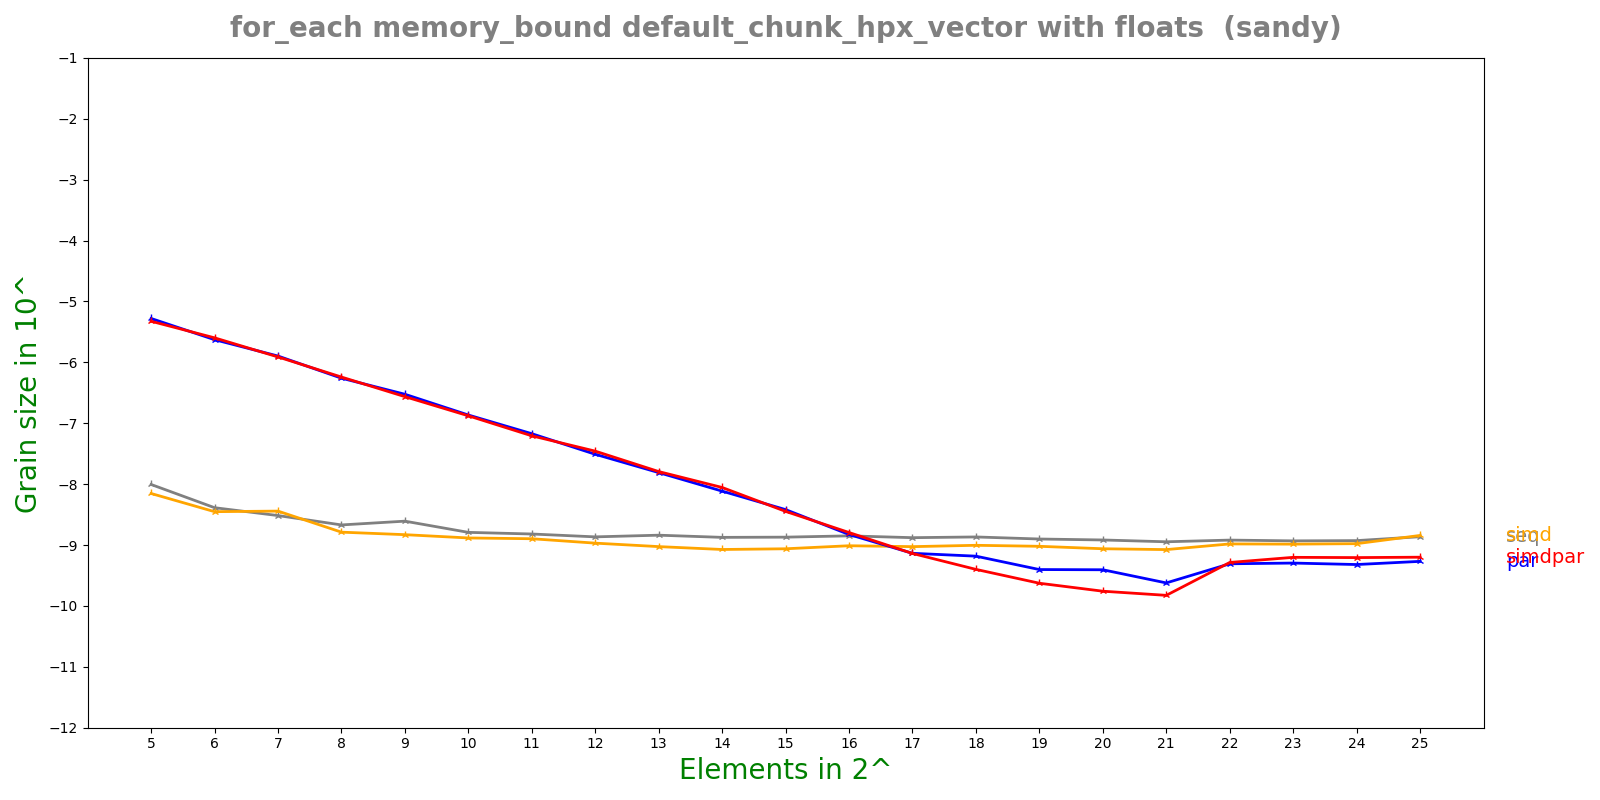 for_each memory_bound default_chunk_hpx_vector with floats  (sandy)
Grain size in 10^
−1
−2
−3
−4
−5
−6
−7
−8
−9
−10
−11
−12
simd
seq
simdpar
par
5 6 7 8 9 10 11 12 13 14 15 16 17 18 19 20 21 22 23 24 25
Elements in 2^